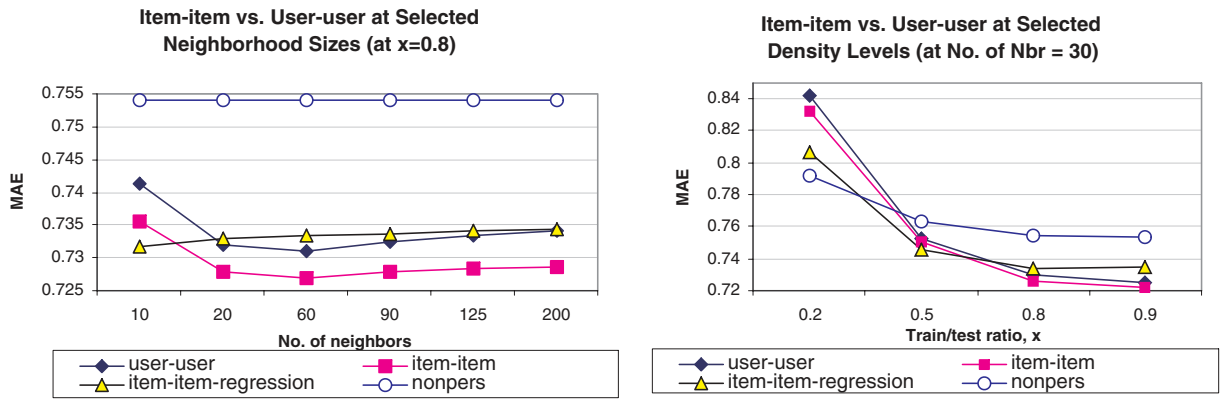 Item-item vs. User-user at Selected
Neighborhood Sizes (at x=0.8)
0.755
0.75
0.745
0.74
0.735
0.73
0.725
MAE
10 20 60 90 125 200
No. of neighbors
user-user item-item
item-item-regression nonpers
Item-item vs. User-user at Selected
Density Levels (at No. of Nbr = 30)
0.84
0.82
0.8
0.78
0.76
0.74
0.72
MAE
0.2 0.5 0.8 0.9
Train/test ratio, x
user-user item-item
item-item-regression nonpers